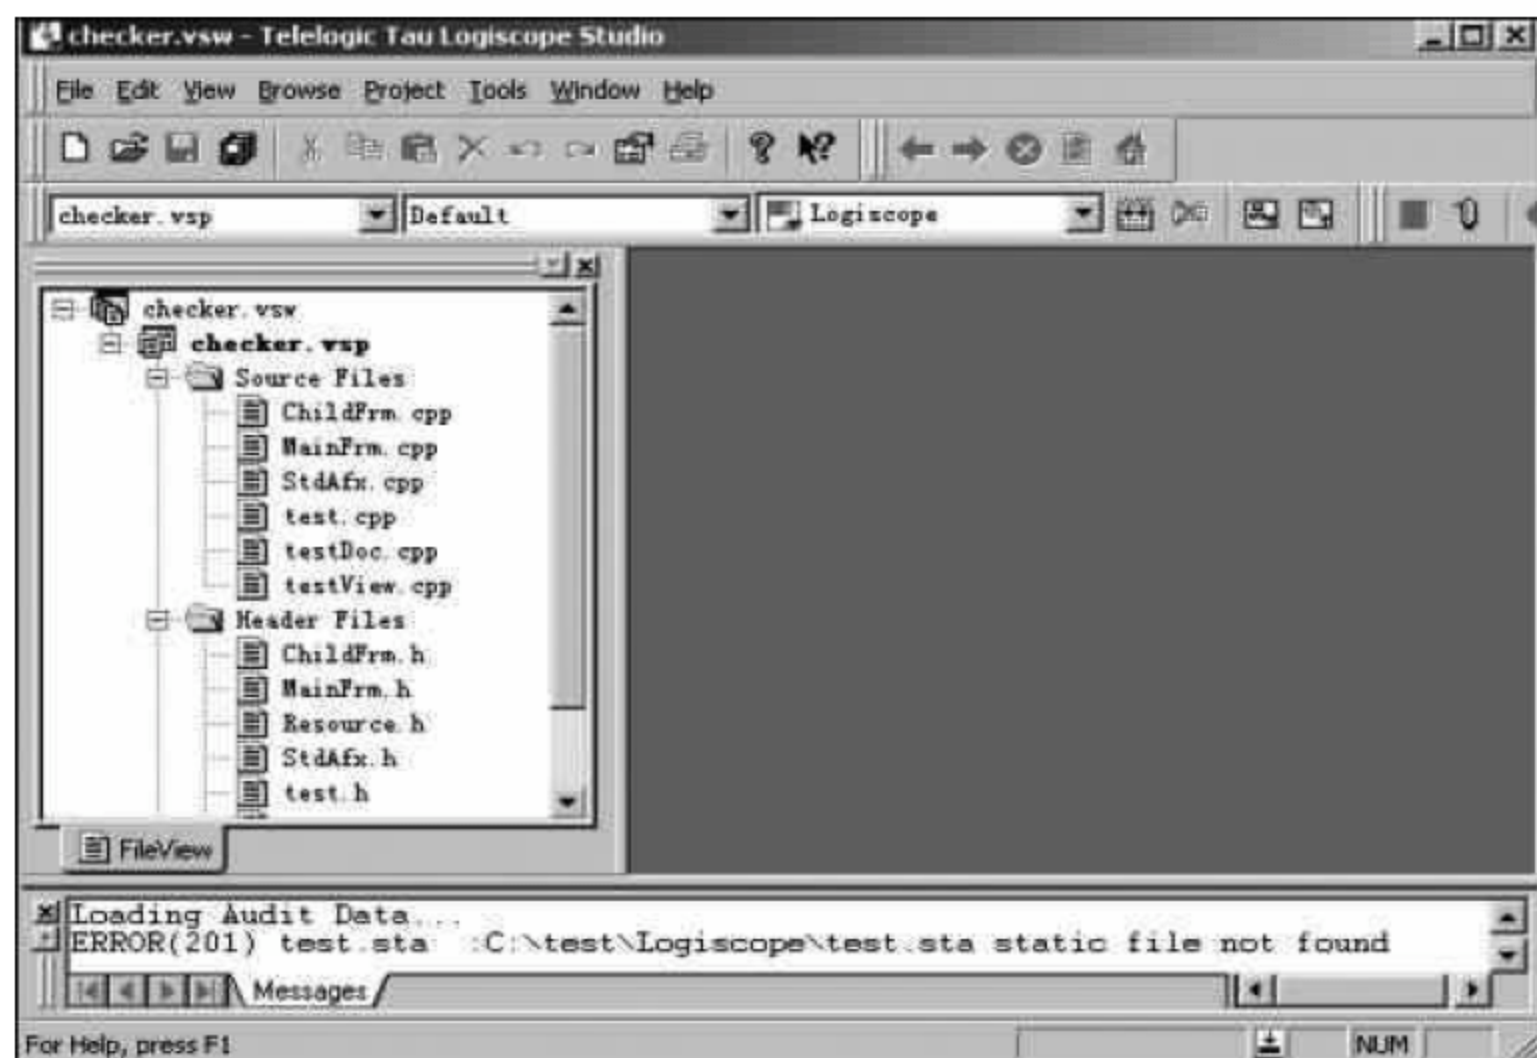 checker.vsw - Telelogic Tau Logiscope Studio
File Edit View Browse Project Tools Window Help
checker.vsp Default Logiscope
checker.vsw
checker.vsp
Source Files
ChildFrm.cpp
MainFrm.cpp
StdAfx.cpp
test.cpp
testDoc.cpp
testView.cpp
Header Files
ChildFrm.h
MainFrm.h
Resource.h
StdAfx.h
test.h
FileView
Loading Audit Data...
ERROR(201) test.sta :C:\test\Logiscope\test.sta static file not found
Messages
For Help, press F1 NUM